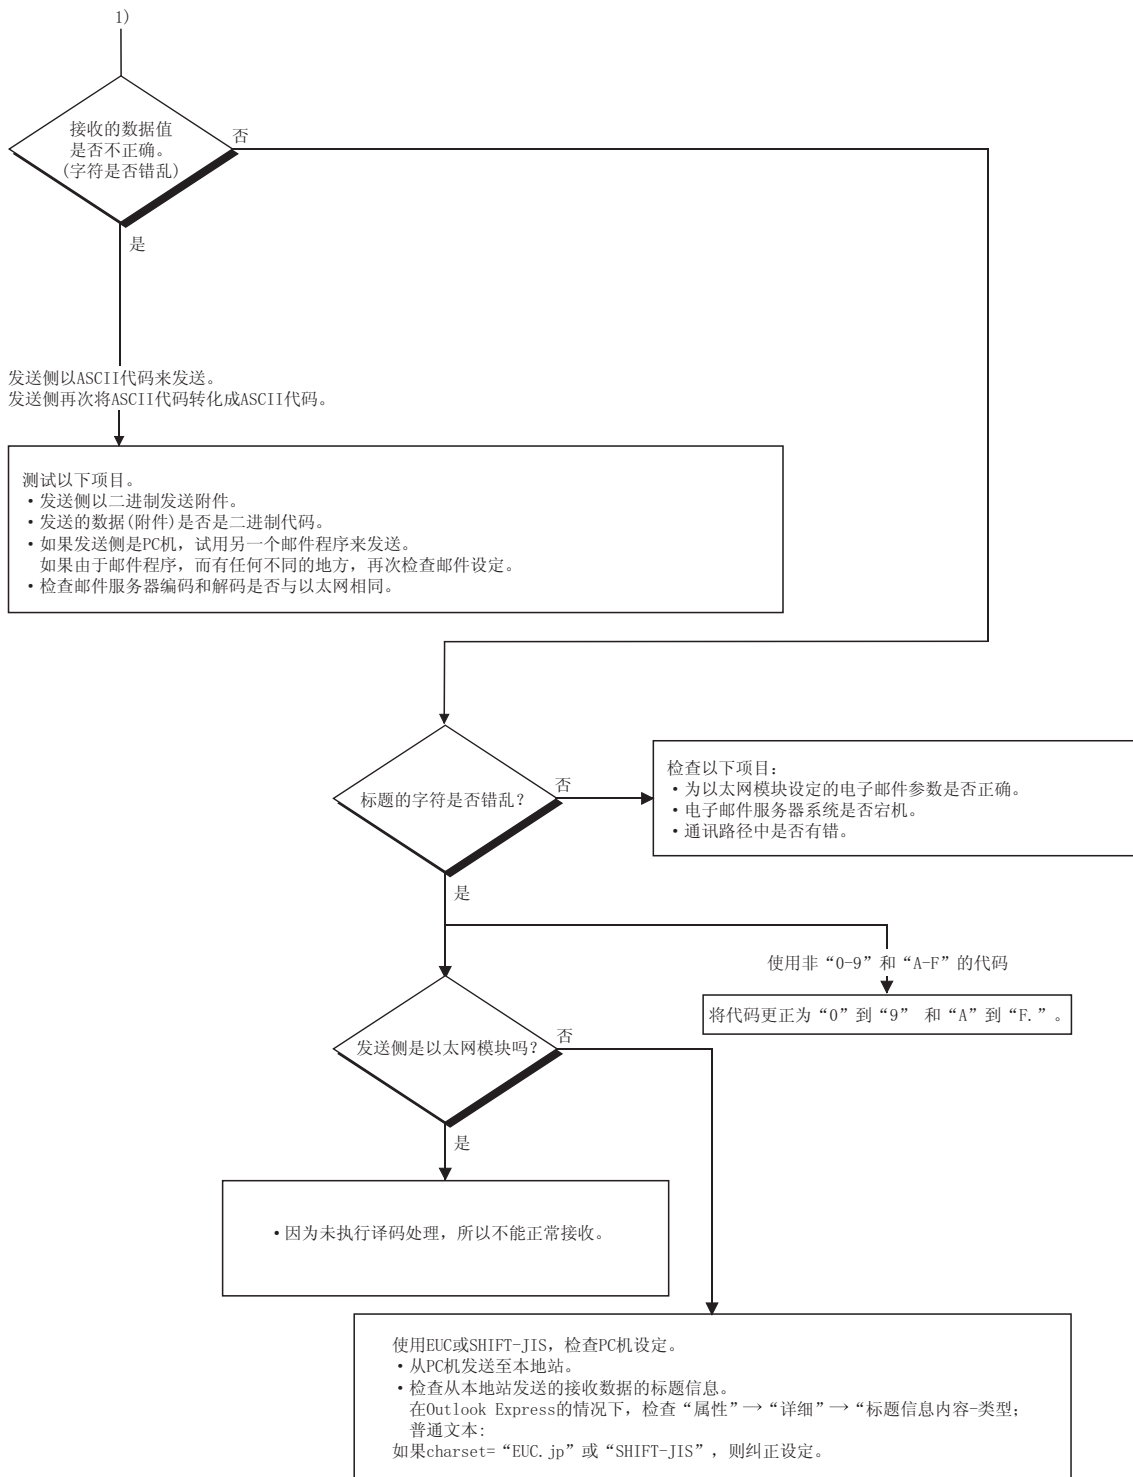 1)
接收的数据值
是否不正确。
(字符是否错乱)
否
是
发送侧以ASCII代码来发送。
发送侧再次将ASCII代码转化成ASCII代码。
测试以下项目。
•发送侧以二进制发送附件。
•发送的数据(附件)是否是二进制代码。
•如果发送侧是PC机，试用另一个邮件程序来发送。
如果由于邮件程序，而有任何不同的地方，再次检查邮件设定。
•检查邮件服务器编码和解码是否与以太网相同。
标题的字符是否错乱?
否
检查以下项目:
•为以太网模块设定的电子邮件参数是否正确。
•电子邮件服务器系统是否宕机。
•通讯路径中是否有错。
是
使用非“0-9”和“A-F”的代码
将代码更正为“0”到“9” 和“A”到“F.”。
发送侧是以太网模块吗?
否
是
•因为未执行译码处理，所以不能正常接收。
使用EUC或SHIFT-JIS，检查PC机设定。
•从PC机发送至本地站。
•检查从本地站发送的接收数据的标题信息。
在Outlook Express的情况下，检查“属性”→“详细”→“标题信息内容-类型;
普通文本:
如果charset=“EUC.jp”或“SHIFT-JIS”，则纠正设定。